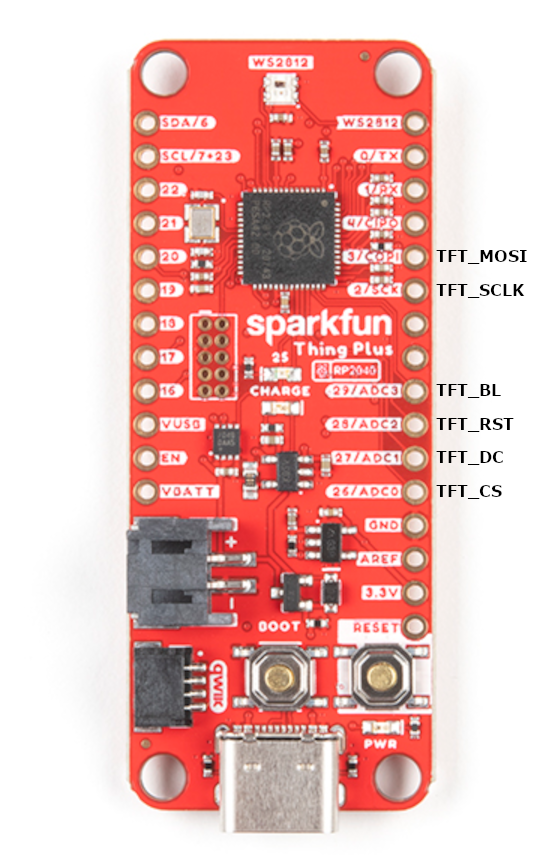 WS2812
SDA/6
WS2812
SCL/7*23
0/TX
22
1/RX
21
4/CIPO
20
3/COPI
TFT_MOSI
19
2/SCK
TFT_SCLK
18
sparkfun
Thing Plus
17
25
RP2040
16
CHARGE
29/ADC3
TFT_BL
VUSB
28/ADC2
TFT_RST
EN
27/ADC1
TFT_DC
VBATT
26/ADC0
TFT_CS
GND
+
AREF
3.3V
-
BOOT
RESET
QWIIC
PWR